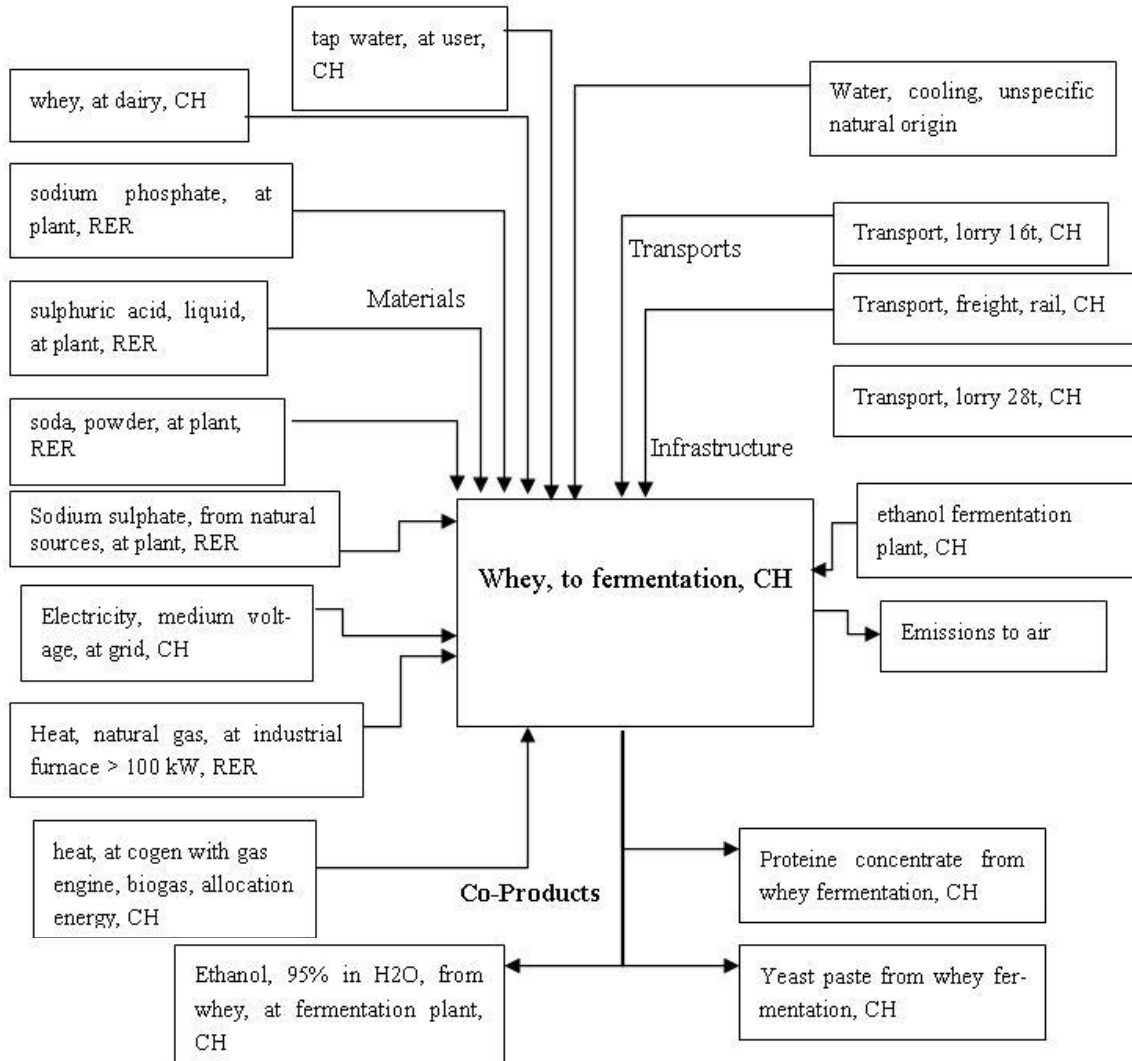 tap water, at user,
CH
whey, at dairy, CH
Water, cooling, unspecific
natural origin
sodium phosphate, at
plant, RER
Transports
Transport, lorry 16t, CH
Materials
sulphuric acid, liquid,
at plant, RER
Transport, freight, rail, CH
Transport, lorry 28t, CH
soda, powder, at plant,
RER
Infrastructure
Sodium sulphate, from natural
sources, at plant, RER
ethanol fermentation
plant, CH
Whey, to fermentation, CH
Electricity, medium volt-
age, at grid, CH
Emissions to air
Heat, natural gas, at industrial
furnace > 100 kW, RER
heat, at cogen with gas
engine, biogas, allocation
energy, CH
Co-Products
Proteine concentrate from
whey fermentation, CH
Ethanol, 95% in H2O, from
whey, at fermentation plant,
CH
Yeast paste from whey fer-
mentation, CH